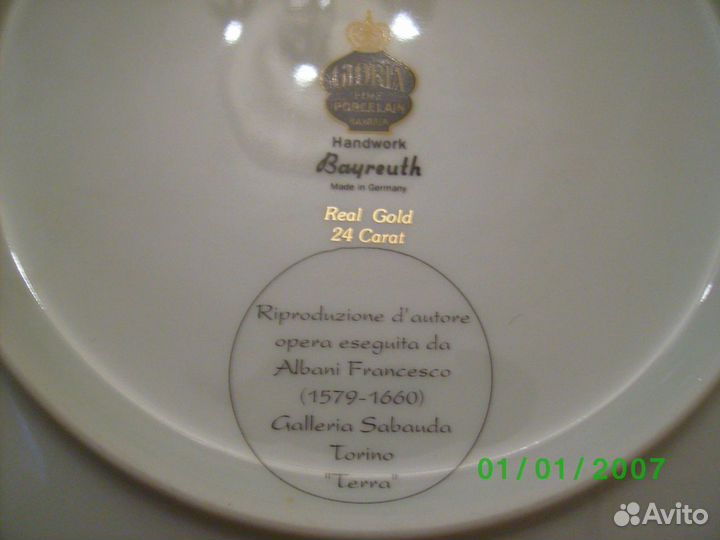 GLORIA
FINE
PORCELAIN
BAVARIA
Handwork
Bayreuth
Made in Germany
Real Gold
24 Carat
Riproduzione d'autore
opera eseguita da
Albani Francesco
(1579-1660)
Galleria Sabauda
Torino
"Terra"
01/01/2007
Avito